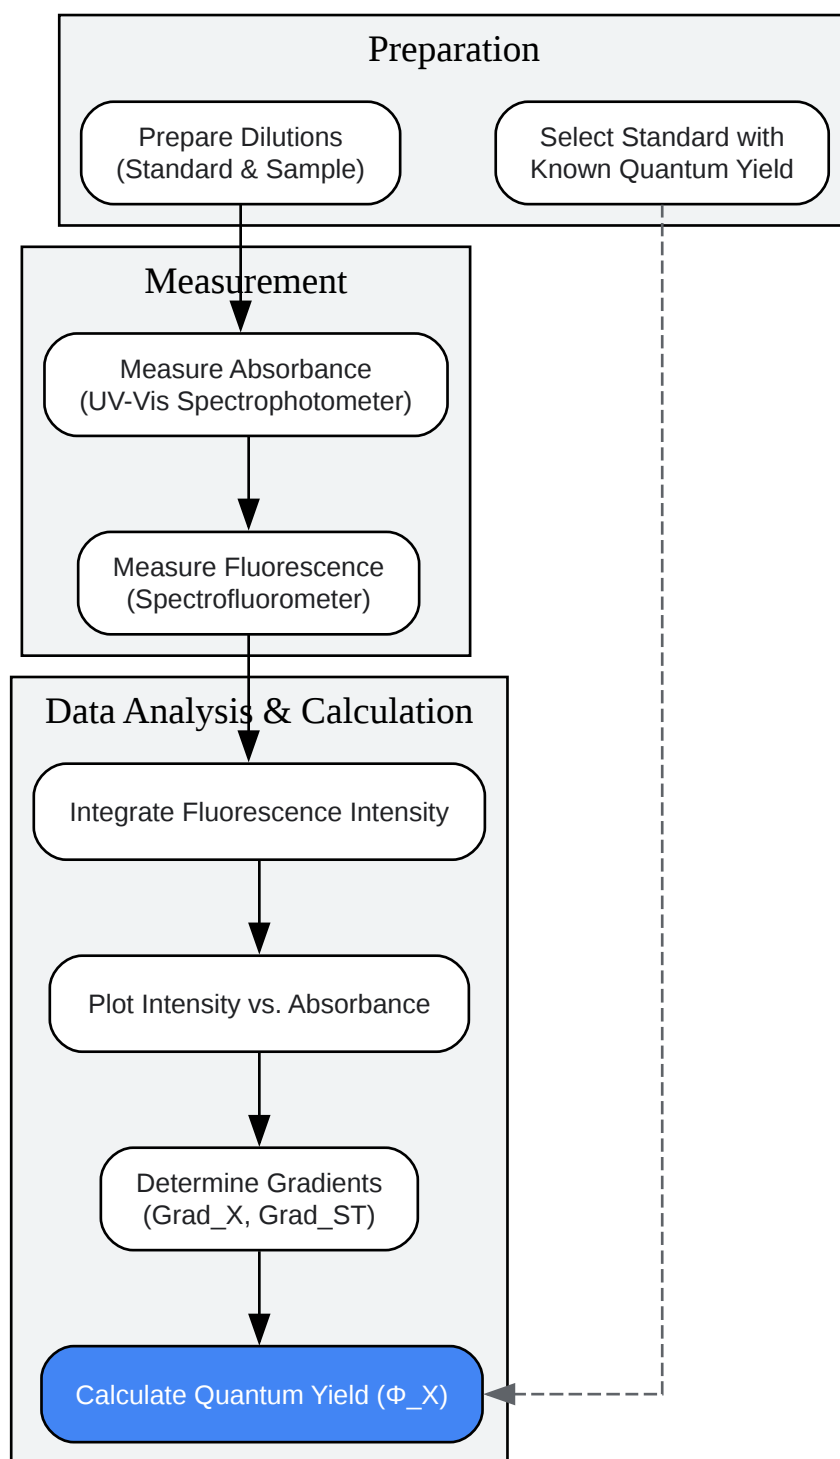 Preparation
Prepare Dilutions
(Standard & Sample)
Select Standard with
Known Quantum Yield
Measurement
Measure Absorbance
(UV-Vis Spectrophotometer)
Measure Fluorescence
(Spectrofluorometer)
Data Analysis & Calculation
Integrate Fluorescence Intensity
Plot Intensity vs. Absorbance
Determine Gradients
(Grad_X, Grad_ST)
Calculate Quantum Yield (Φ_X)